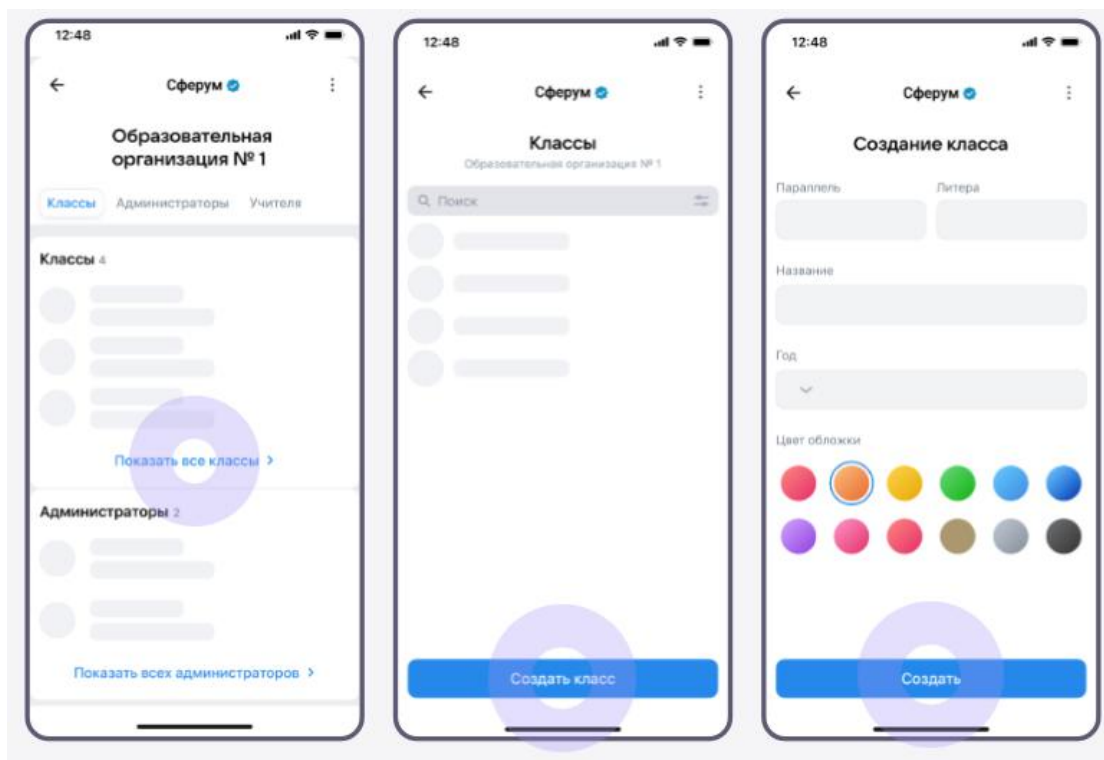 12:48
Сферум
Образовательная
организация № 1
Классы Администраторы Учителя
Классы 4
Показать все классы >
Администраторы 2
Показать всех администраторов >
12:48
Сферум
Классы
Образовательная организация № 1
Поиск
Создать класс
12:48
Сферум
Создание класса
Параллель Литера
Название
Год
Цвет обложки
Создать